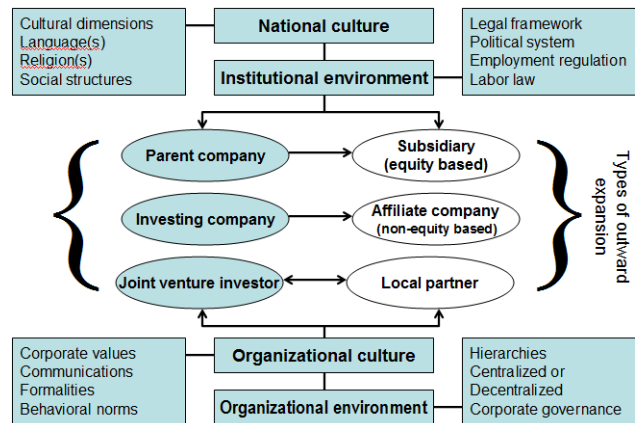 Cultural dimensions
Language(s)
Religion(s)
Social structures
National culture
Institutional environment
Legal framework
Political system
Employment regulation
Labor law
Parent company
Subsidiary
(equity based)
Investing company
Affiliate company
(non-equity based)
Joint venture investor
Local partner
Types of outward
expansion
Corporate values
Communications
Formalities
Behavioral norms
Organizational culture
Organizational environment
Hierarchies
Centralized or
Decentralized
Corporate governance